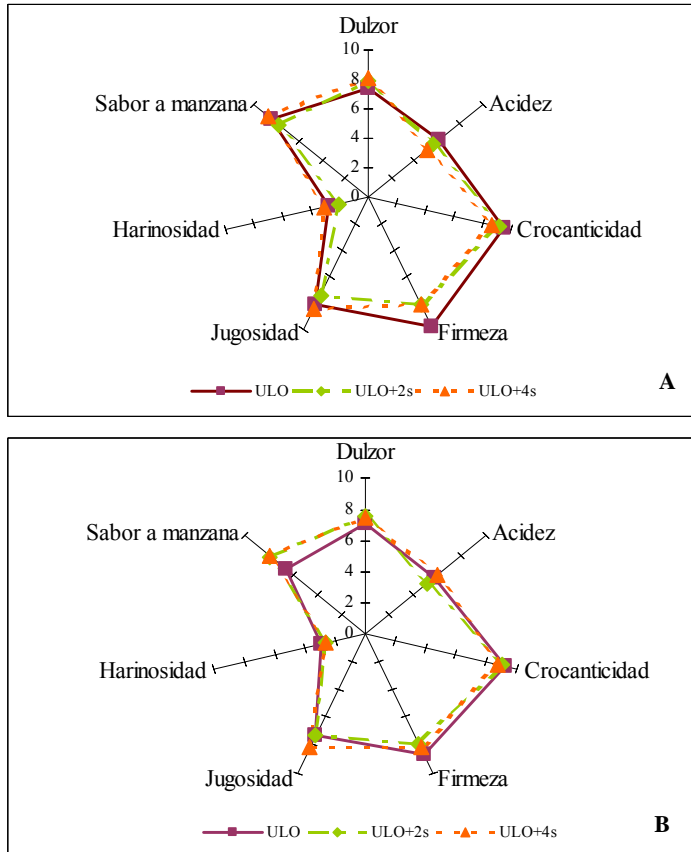 Dulzor
10
8
6
4
2
0
Sabor a manzana
Acidez
Harinosidad
Crocanticidad
Jugosidad
Firmeza
ULO ULO+2s ULO+4s
A
Dulzor
10
8
6
4
2
0
Sabor a manzana
Acidez
Harinosidad
Crocanticidad
Jugosidad
Firmeza
ULO ULO+2s ULO+4s
B